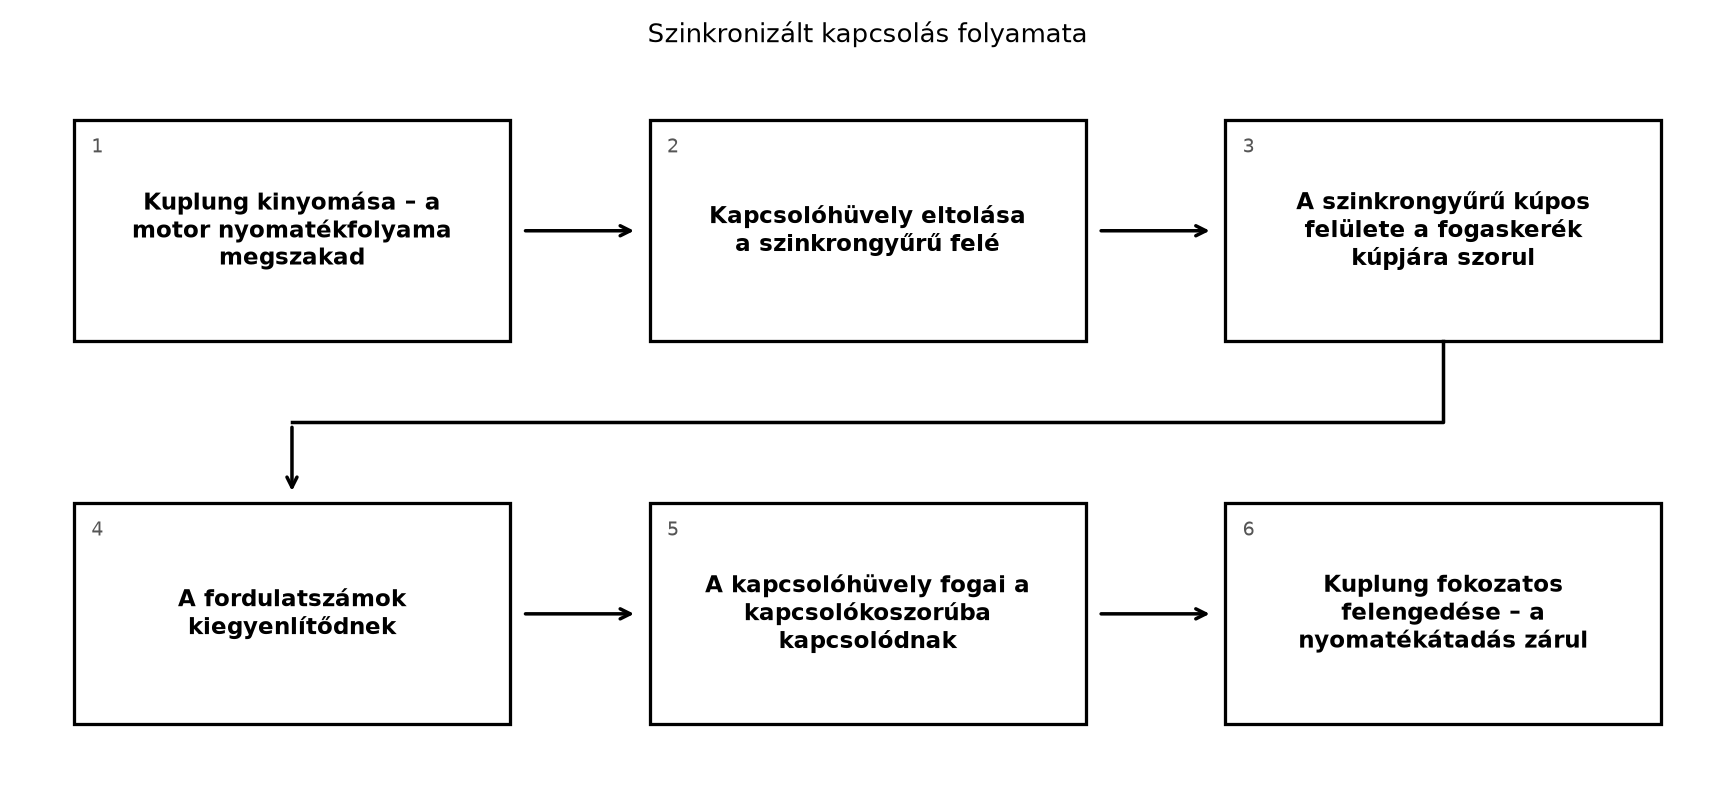 Szinkronizált kapcsolás folyamata
1
Kuplung kinyomása – a
motor nyomatékfolyama
megszakad
2
Kapcsolóhüvely eltolása
a szinkrongyűrű felé
3
A szinkrongyűrű kúpos
felülete a fogaskerék
kúpjára szorul
4
A fordulatszámok
kiegyenlítődnek
5
A kapcsolóhüvely fogai a
kapcsolókoszorúba
kapcsolódnak
6
Kuplung fokozatos
felengedése – a
nyomatékátadás zárul